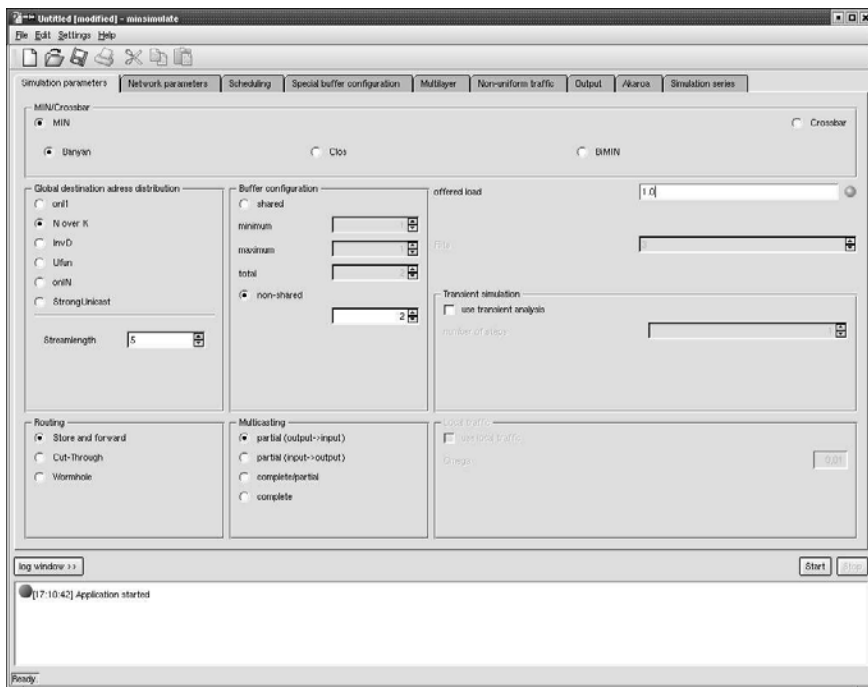 Untitled [modified] - minsimulate
File Edit Settings Help
Simulation parameters Network parameters Scheduling Special buffer configuration Multilayer Non-uniform traffic Output Akaroa Simulation series
MIN/Crossbar
MIN Crossbar
Banyan Clos BiMIN
Global destination adress distribution
onl1
N over K
InvD
Ufun
onlN
StrongUnicast
Streamlength 5
Buffer configuration
shared
minimum 1
maximum 1
total 2
non-shared
2
offered load 1.0
Transient simulation
use transient analysis
number of steps 1
Routing
Store and forward
Cut-Through
Wormhole
Multicasting
partial (output->input)
partial (input->output)
complete/partial
complete
Local traffic
use local traffic
Omega 0.01
log window >> Start Stop
[17:10:42] Application started
Ready.